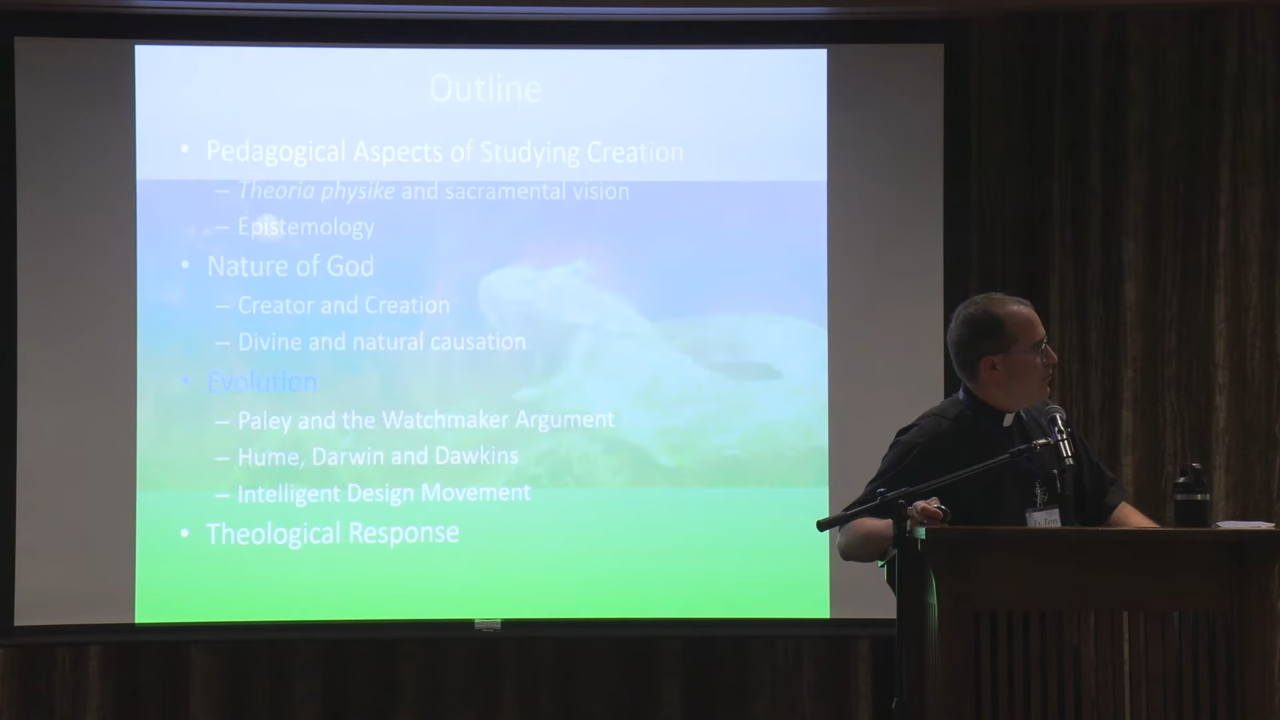 Outline
• Pedagogical Aspects of Studying Creation
– Theoria physike and sacramental vision
– Epistemology
• Nature of God
– Creator and Creation
– Divine and natural causation
• Evolution
– Paley and the Watchmaker Argument
– Hume, Darwin and Dawkins
– Intelligent Design Movement
• Theological Response